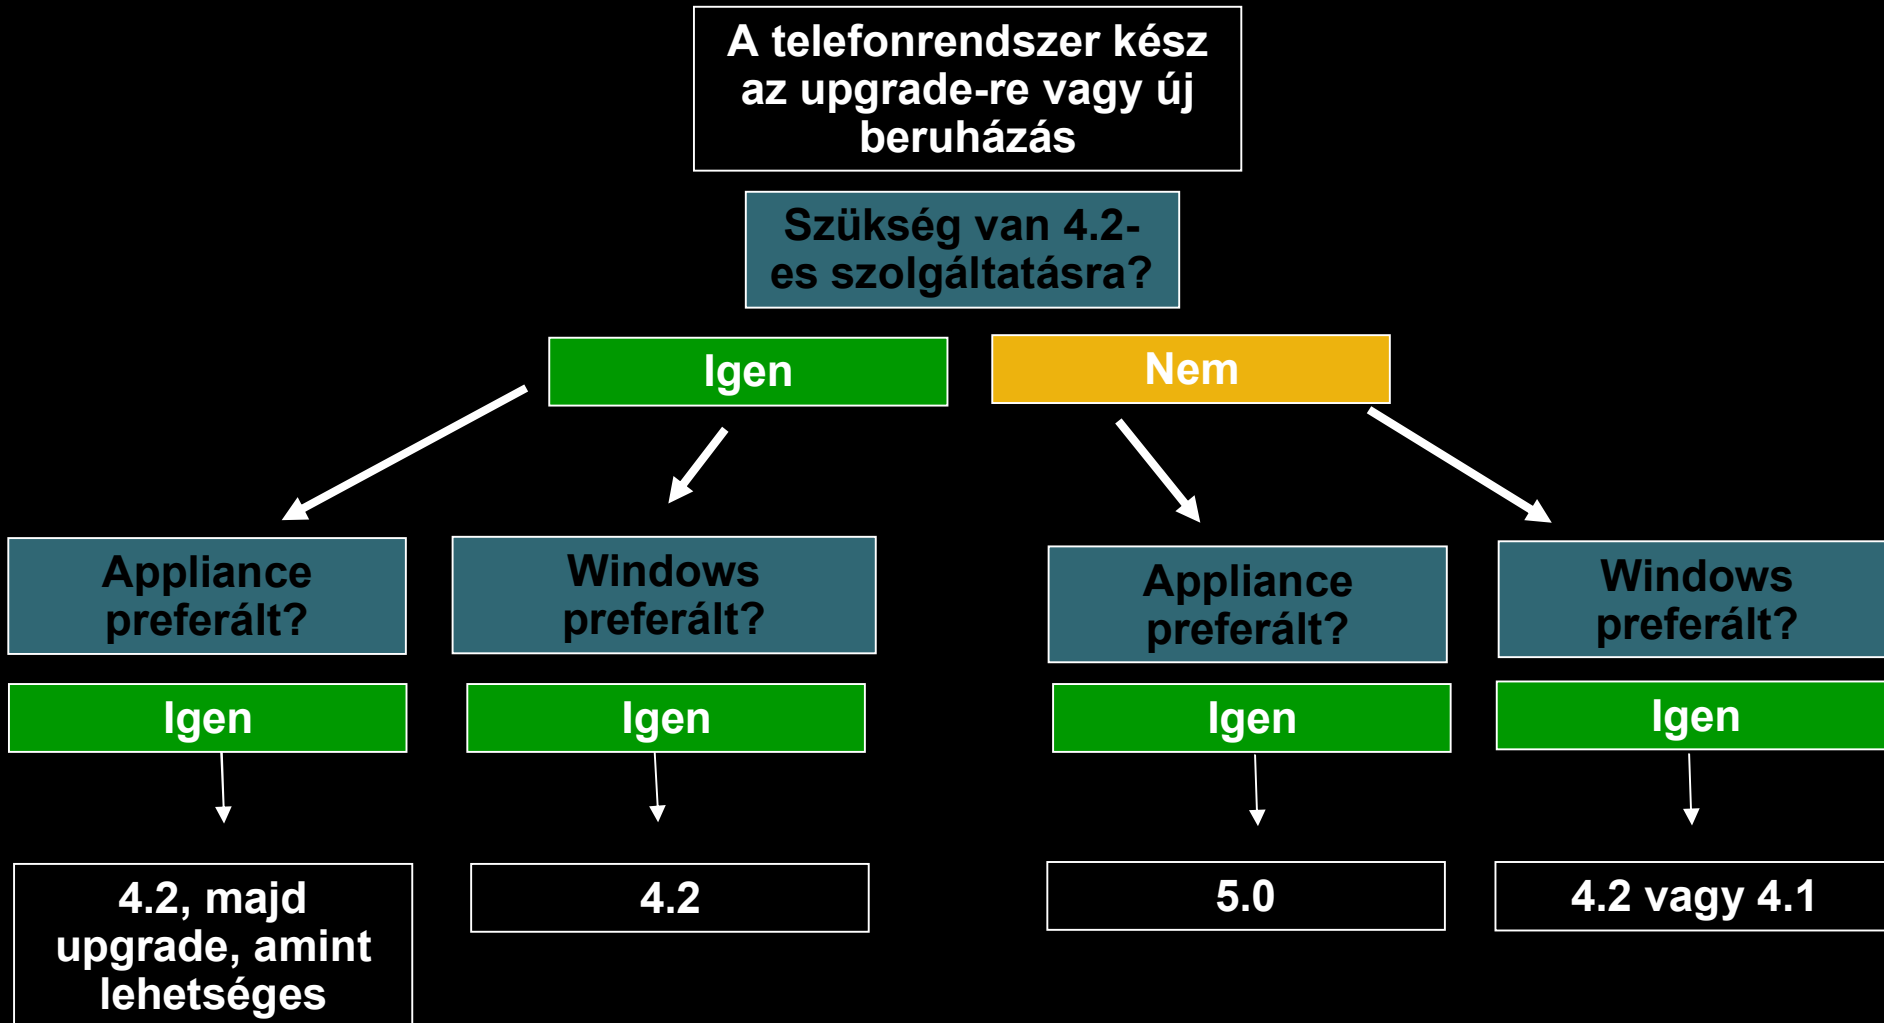 A telefonrendszer kész
az upgrade-re vagy új
beruházás
Szükség van 4.2-
es szolgáltatásra?
Igen
Nem
Appliance
preferált?
Windows
preferált?
Appliance
preferált?
Windows
preferált?
Igen
Igen
Igen
Igen
4.2, majd
upgrade, amint
lehetséges
4.2
5.0
4.2 vagy 4.1